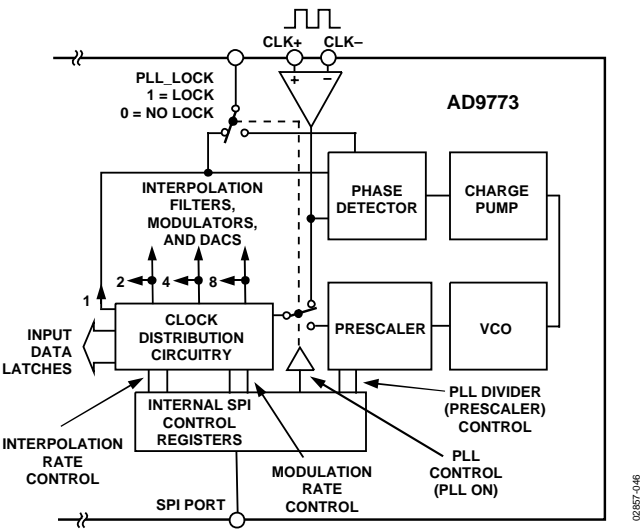 CLK+ CLK–
+ –
PLL_LOCK
1 = LOCK
0 = NO LOCK
AD9773
INTERPOLATION
FILTERS,
MODULATORS,
AND DACS
PHASE
DETECTOR
CHARGE
PUMP
2 4 8
1
CLOCK
DISTRIBUTION
CIRCUITRY
PRESCALER
VCO
INPUT
DATA
LATCHES
INTERNAL SPI
CONTROL
REGISTERS
PLL DIVIDER
(PRESCALER)
CONTROL
INTERPOLATION
RATE
CONTROL
MODULATION
RATE
CONTROL
PLL
CONTROL
(PLL ON)
SPI PORT
02857-046